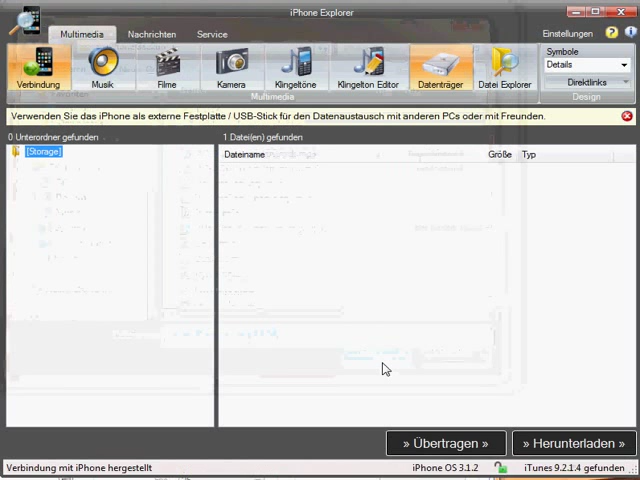 iPhone Explorer
Multimedia Nachrichten Service Einstellungen
Verbindung Musik Filme Kamera Klingeltöne Klingelton Editor Datenträger Datei Explorer
Symbole
Details
Direktlinks
Multimedia Design
Verwenden Sie das iPhone als externe Festplatte / USB-Stick für den Datenaustausch mit anderen PCs oder mit Freunden.
0 Unterordner gefunden 1 Datei(en) gefunden
[Storage] Dateiname Größe Typ
» Übertragen » » Herunterladen »
Verbindung mit iPhone hergestellt iPhone OS 3.1.2 iTunes 9.2.1.4 gefunden